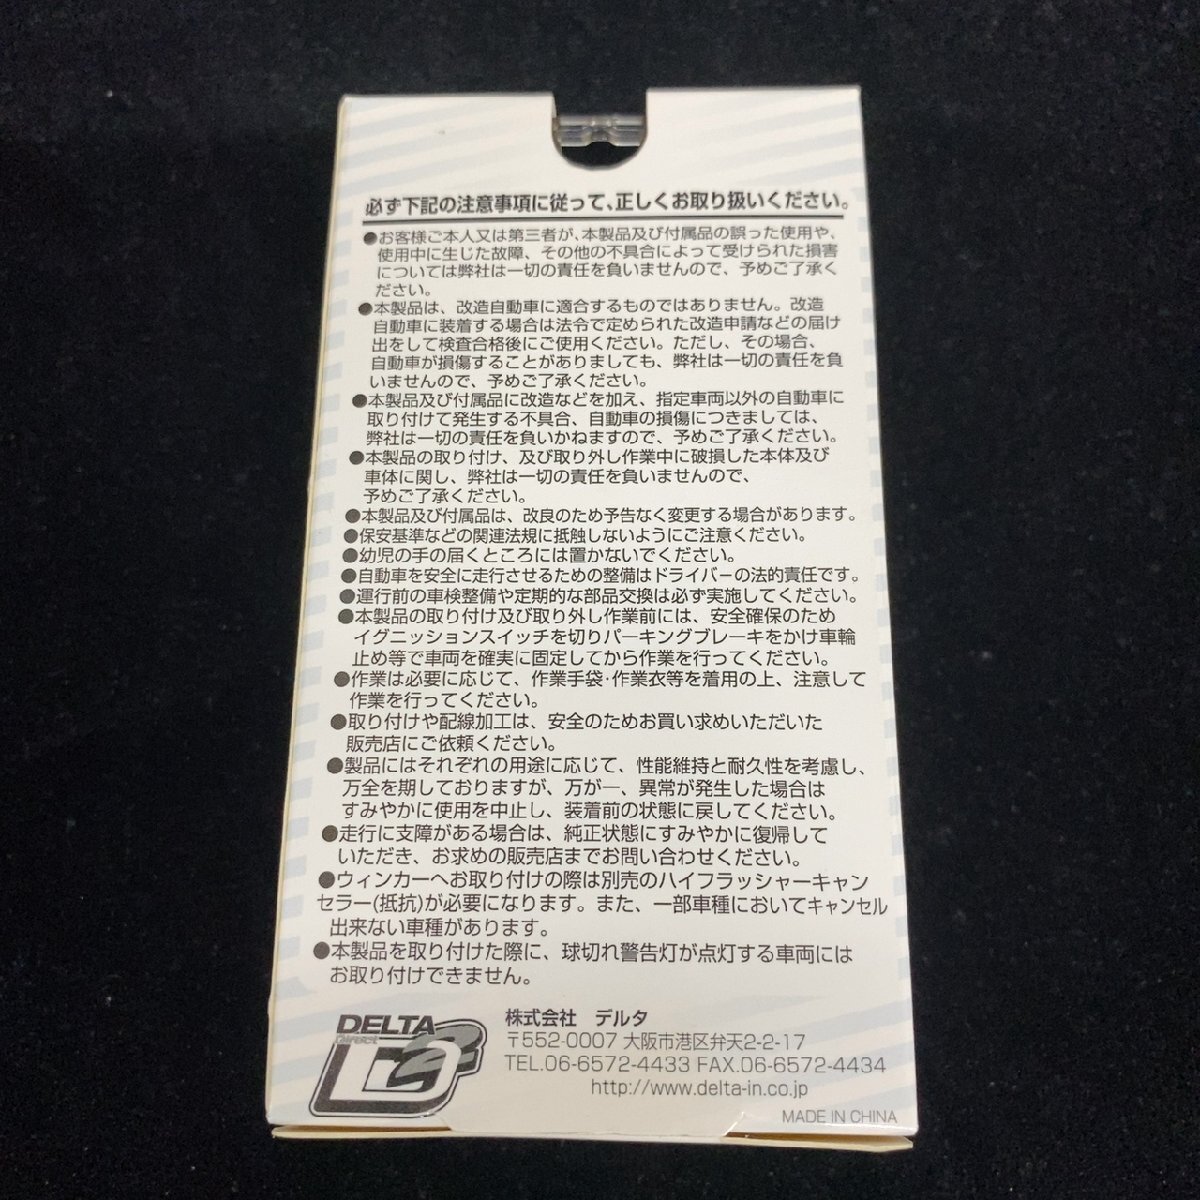 必ず下記の注意事項に従って、正しくお取り扱いください。
●お客様ご本人又は第三者が、本製品及び付属品の誤った使用や、
使用中に生じた故障、その他の不具合によって受けられた損害
については弊社は一切の責任を負いませんので、予めご了承く
ださい。
●本製品は、改造自動車に適合するものではありません。改造
自動車に装着する場合は法令で定められた改造申請などの届け
出をして検査合格後にご使用ください。ただし、その場合、
自動車が損傷することがありましても、弊社は一切の責任を負
いませんので、予めご了承ください。
●本製品及び付属品に改造などを加え、指定車両以外の自動車に
取り付けて発生する不具合、自動車の損傷につきましては、
弊社は一切の責任を負いかねますので、予めご了承ください。
●本製品の取り付け、及び取り外し作業中に破損した本体及び
車体に関し、弊社は一切の責任を負いませんので、
予めご了承ください。
●本製品及び付属品は、改良のため予告なく変更する場合があります。
●保安基準などの関連法規に抵触しないようにご注意ください。
●幼児の手の届くところには置かないでください。
●自動車を安全に走行させるための整備はドライバーの法的責任です。
●運行前の車検整備や定期的な部品交換は必ず実施してください。
●本製品の取り付け及び取り外し作業前には、安全確保のため
イグニッションスイッチを切りパーキングブレーキをかけ車輪
止め等で車両を確実に固定してから作業を行ってください。
●作業は必要に応じて、作業手袋・作業衣等を着用の上、注意して
作業を行ってください。
●取り付けや配線加工は、安全のためお買い求めいただいた
販売店にご依頼ください。
●製品にはそれぞれの用途に応じて、性能維持と耐久性を考慮し、
万全を期しておりますが、万が一、異常が発生した場合は
すみやかに使用を中止し、装着前の状態に戻してください。
●走行に支障がある場合は、純正状態にすみやかに復帰して
いただき、お求めの販売店までお問い合わせください。
●ウィンカーへお取り付けの際は別売のハイフラッシャーキャン
セラー(抵抗)が必要になります。また、一部車種においてキャンセル
出来ない車種があります。
●本製品を取り付けた際に、球切れ警告灯が点灯する車両には
お取り付けできません。
DELTA
Direct
D2
株式会社 デルタ
〒552-0007 大阪市港区弁天2-2-17
TEL.06-6572-4433 FAX.06-6572-4434
http://www.delta-in.co.jp
MADE IN CHINA